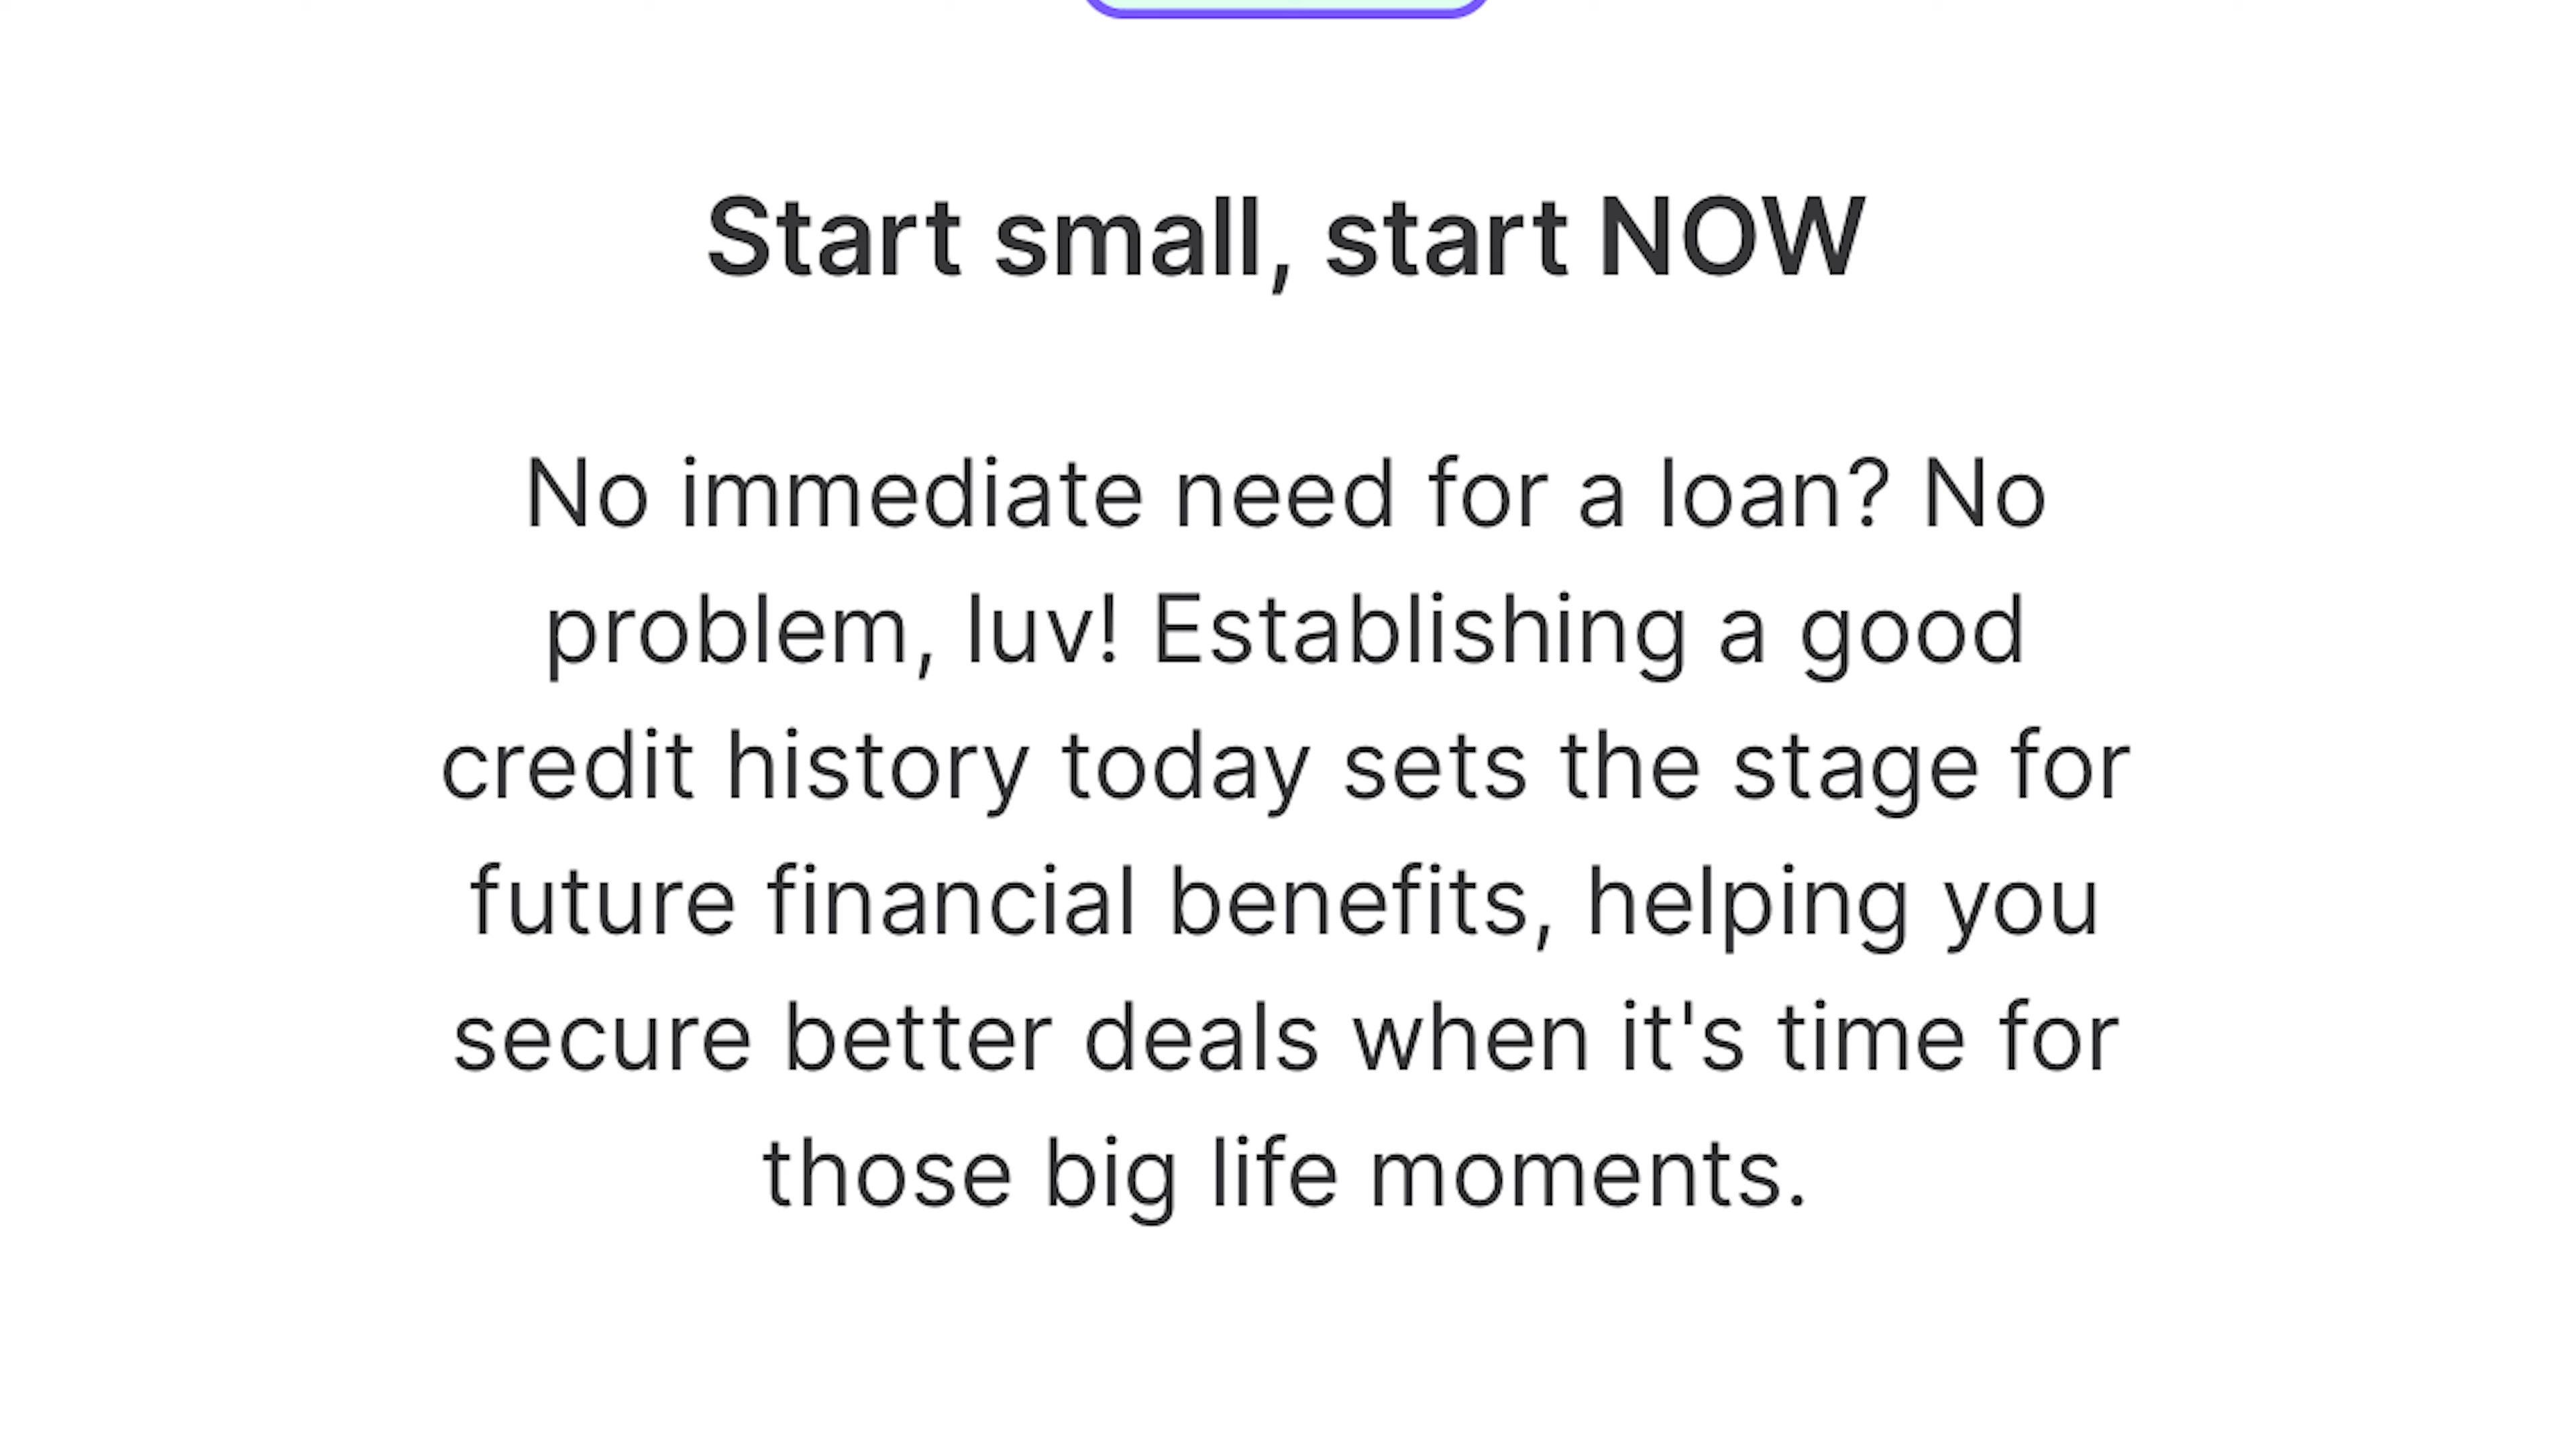 Start small, start NOW
No immediate need for a loan? No
problem, luv! Establishing a good
credit history today sets the stage for
future financial benefits, helping you
secure better deals when it's time for
those big life moments.